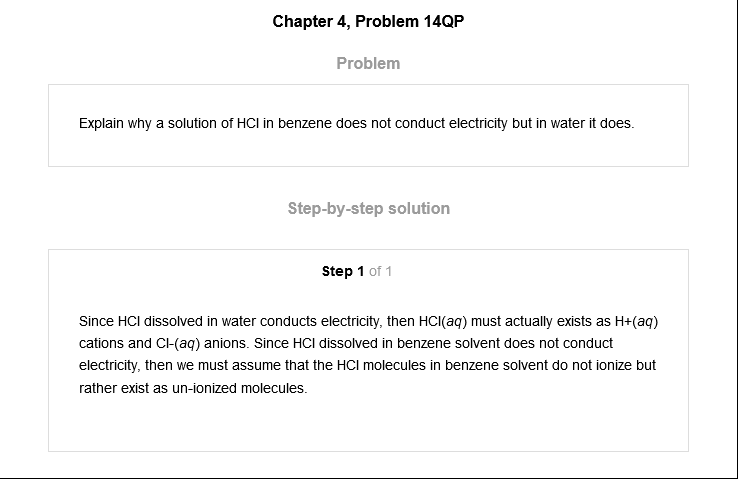 Chapter 4, Problem 14QP
Problem
Explain why a solution of HCl in benzene does not conduct electricity but in water it does.
Step-by-step solution
Step 1 of 1
Since HCl dissolved in water conducts electricity, then HCl(aq) must actually exists as H+(aq)
cations and Cl-(aq) anions. Since HCl dissolved in benzene solvent does not conduct
electricity, then we must assume that the HCl molecules in benzene solvent do not ionize but
rather exist as un-ionized molecules.